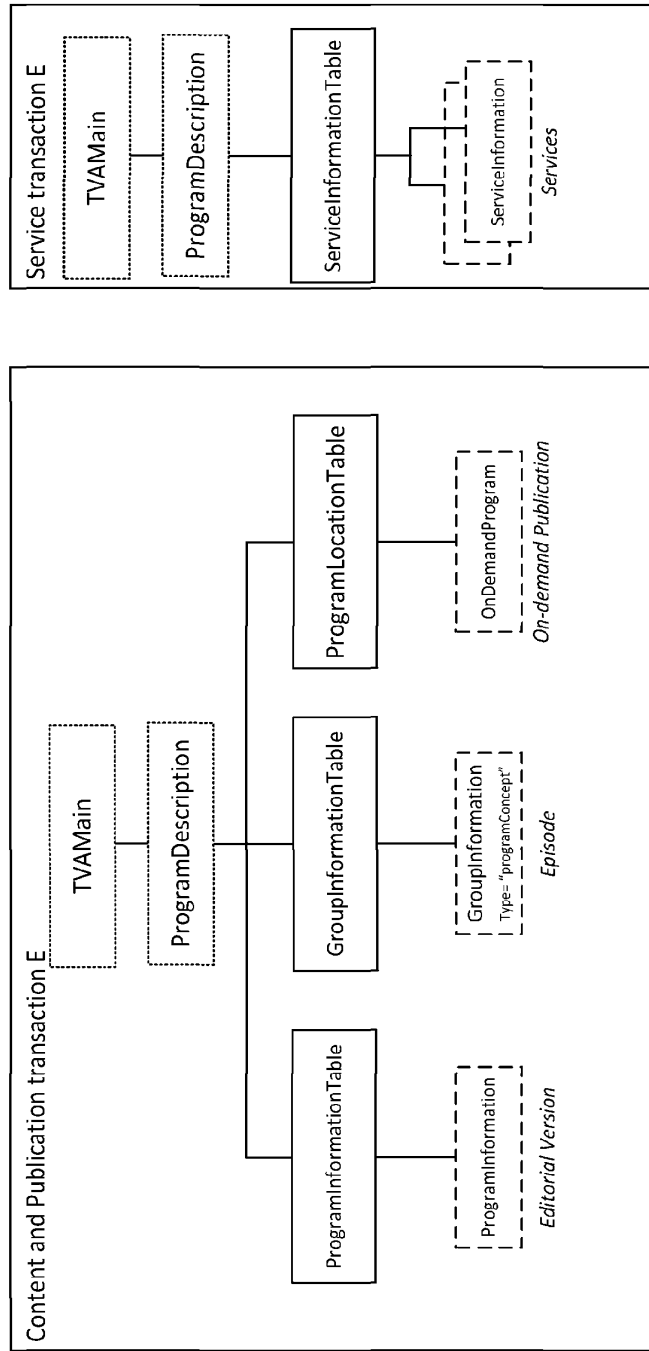 Content and Publication transaction E
TVAMain
ProgramDescription
ProgramInformationTable
GroupInformationTable
ProgramLocationTable
ProgramInformation
GroupInformation
Type= “programConcept”
OnDemandProgram
Editorial Version
Episode
On-demand Publication
Service transaction E
TVAMain
ProgramDescription
ServiceInformationTable
ServiceInformation
Services